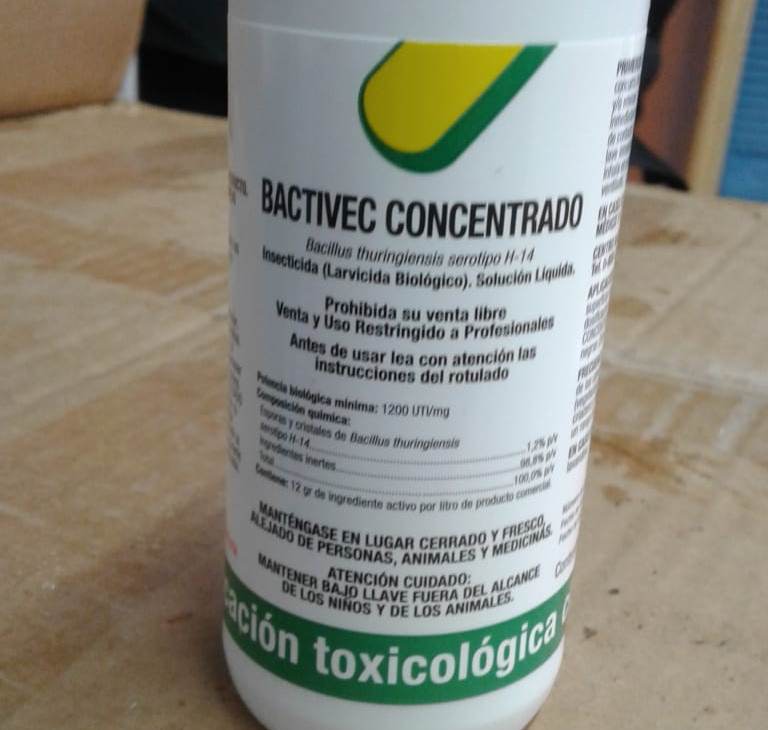 BACTIVEC CONCENTRADO
Bacillus thuringiensis serotipo H-14
Insecticida (Larvicida Biológico), Solución Líquida.
Prohibida su venta libre
Venta y Uso Restringido a Profesionales
Antes de usar lea con atención las
instrucciones del rotulado
Potencia biológica mínima: 1200 UTI/mg
Composición química:
Esporas y cristales de Bacillus thuringiensis
serotipo H-14 1,2% p/v
Ingredientes inertes 98,8% p/v
Total 100,0% p/v
Contiene: 12 gr de ingrediente activo por litro de producto comercial.
MANTÉNGASE EN LUGAR CERRADO Y FRESCO,
ALEJADO DE PERSONAS, ANIMALES Y MEDICINAS.
ATENCIÓN CUIDADO:
MANTENER BAJO LLAVE FUERA DEL ALCANCE
DE LOS NIÑOS Y DE LOS ANIMALES.
ación toxicológica